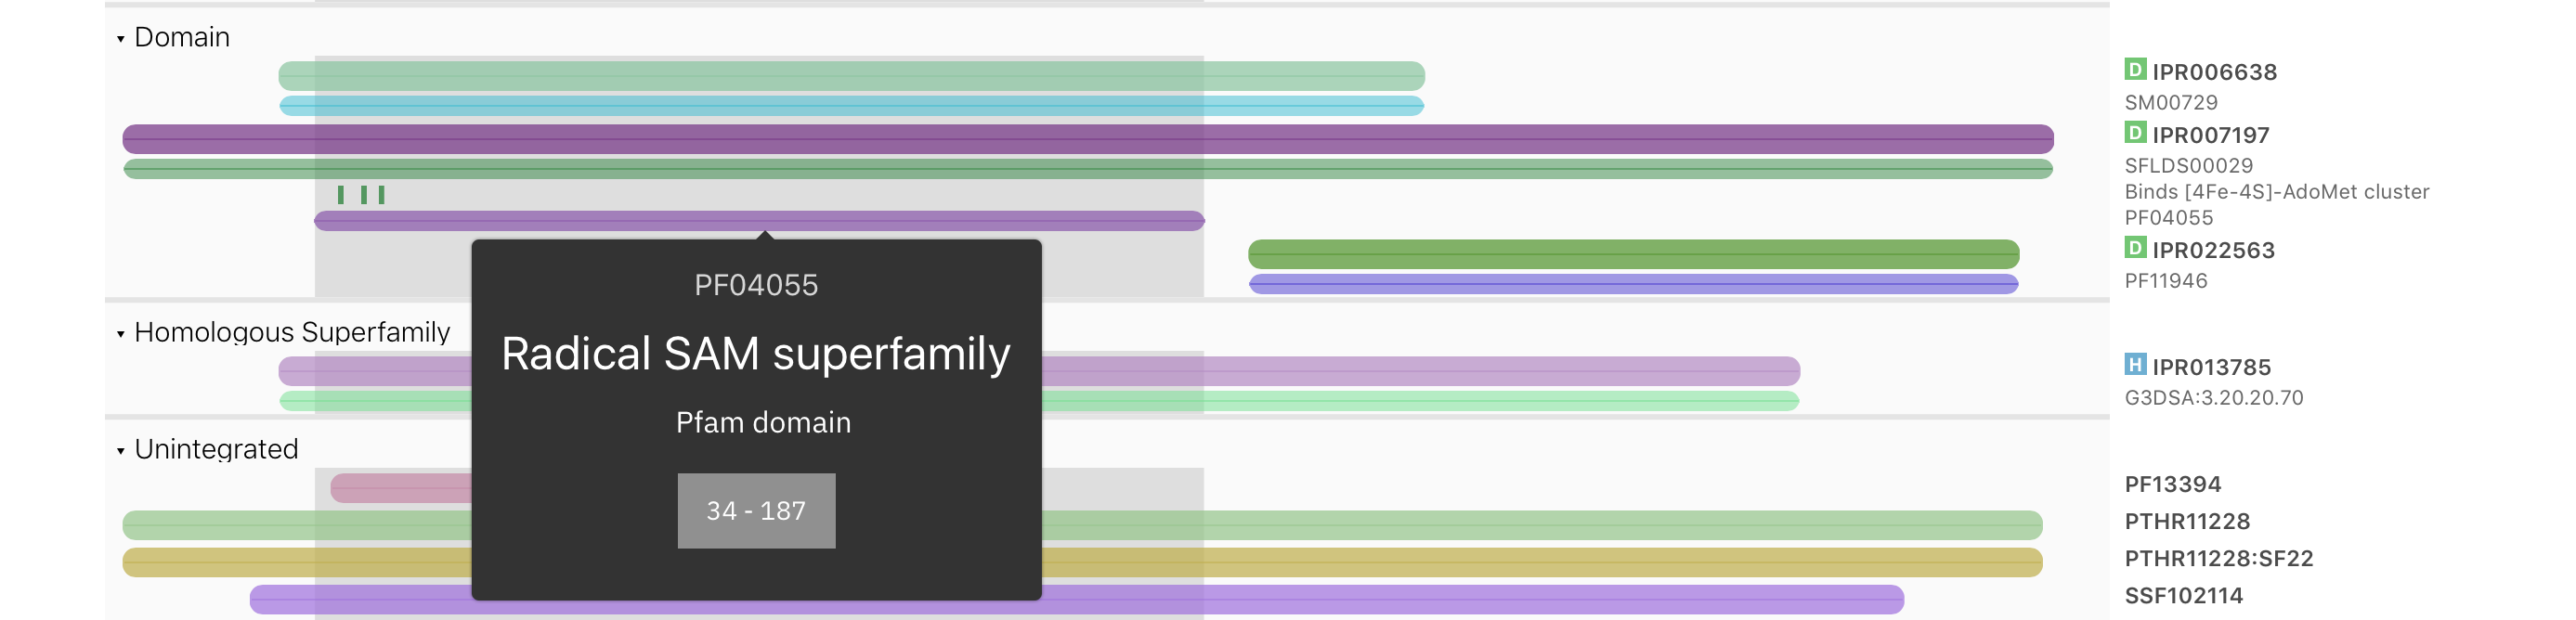 Domain
D IPR006638
SM00729
D IPR007197
SFLDS00029
Binds [4Fe-4S]-AdoMet cluster
PF04055
D IPR022563
PF11946
PF04055
Radical SAM superfamily
Pfam domain
34 - 187
Homologous Superfamily
H IPR013785
G3DSA:3.20.20.70
Unintegrated
PF13394
PTHR11228
PTHR11228:SF22
SSF102114